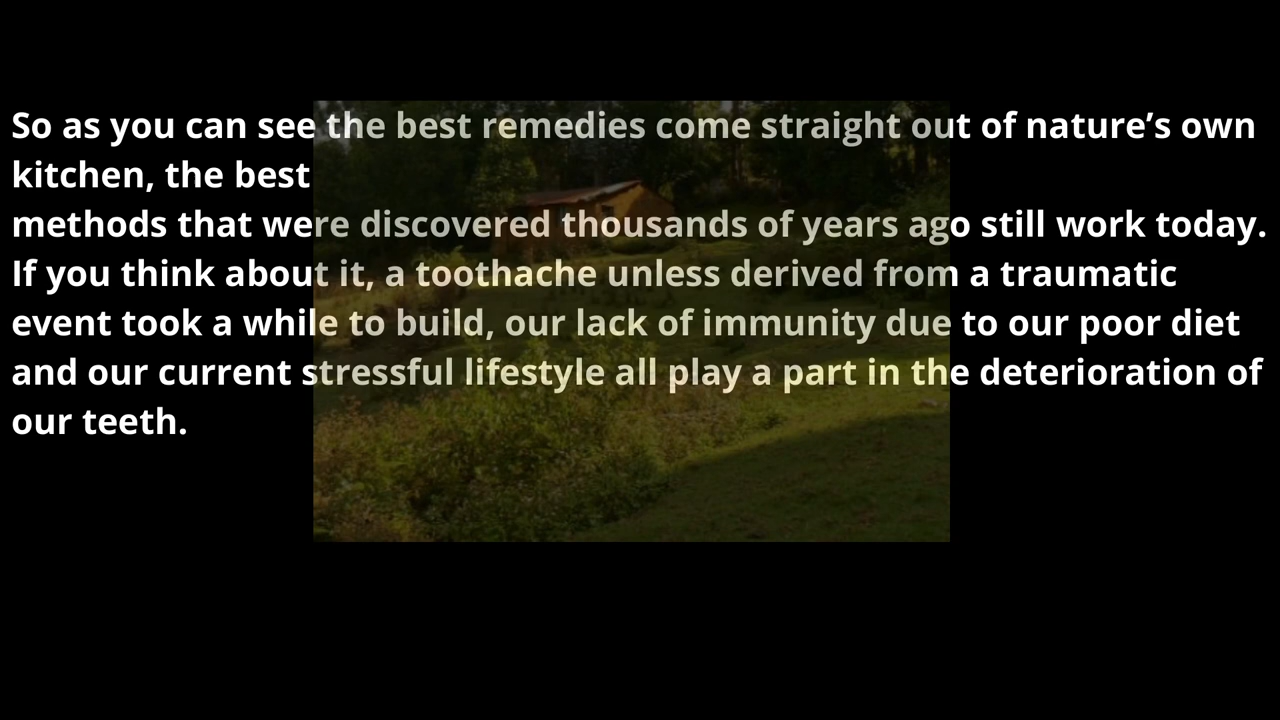 So as you can see the best remedies come straight out of nature’s own
kitchen, the best
methods that were discovered thousands of years ago still work today.
If you think about it, a toothache unless derived from a traumatic
event took a while to build, our lack of immunity due to our poor diet
and our current stressful lifestyle all play a part in the deterioration of
our teeth.